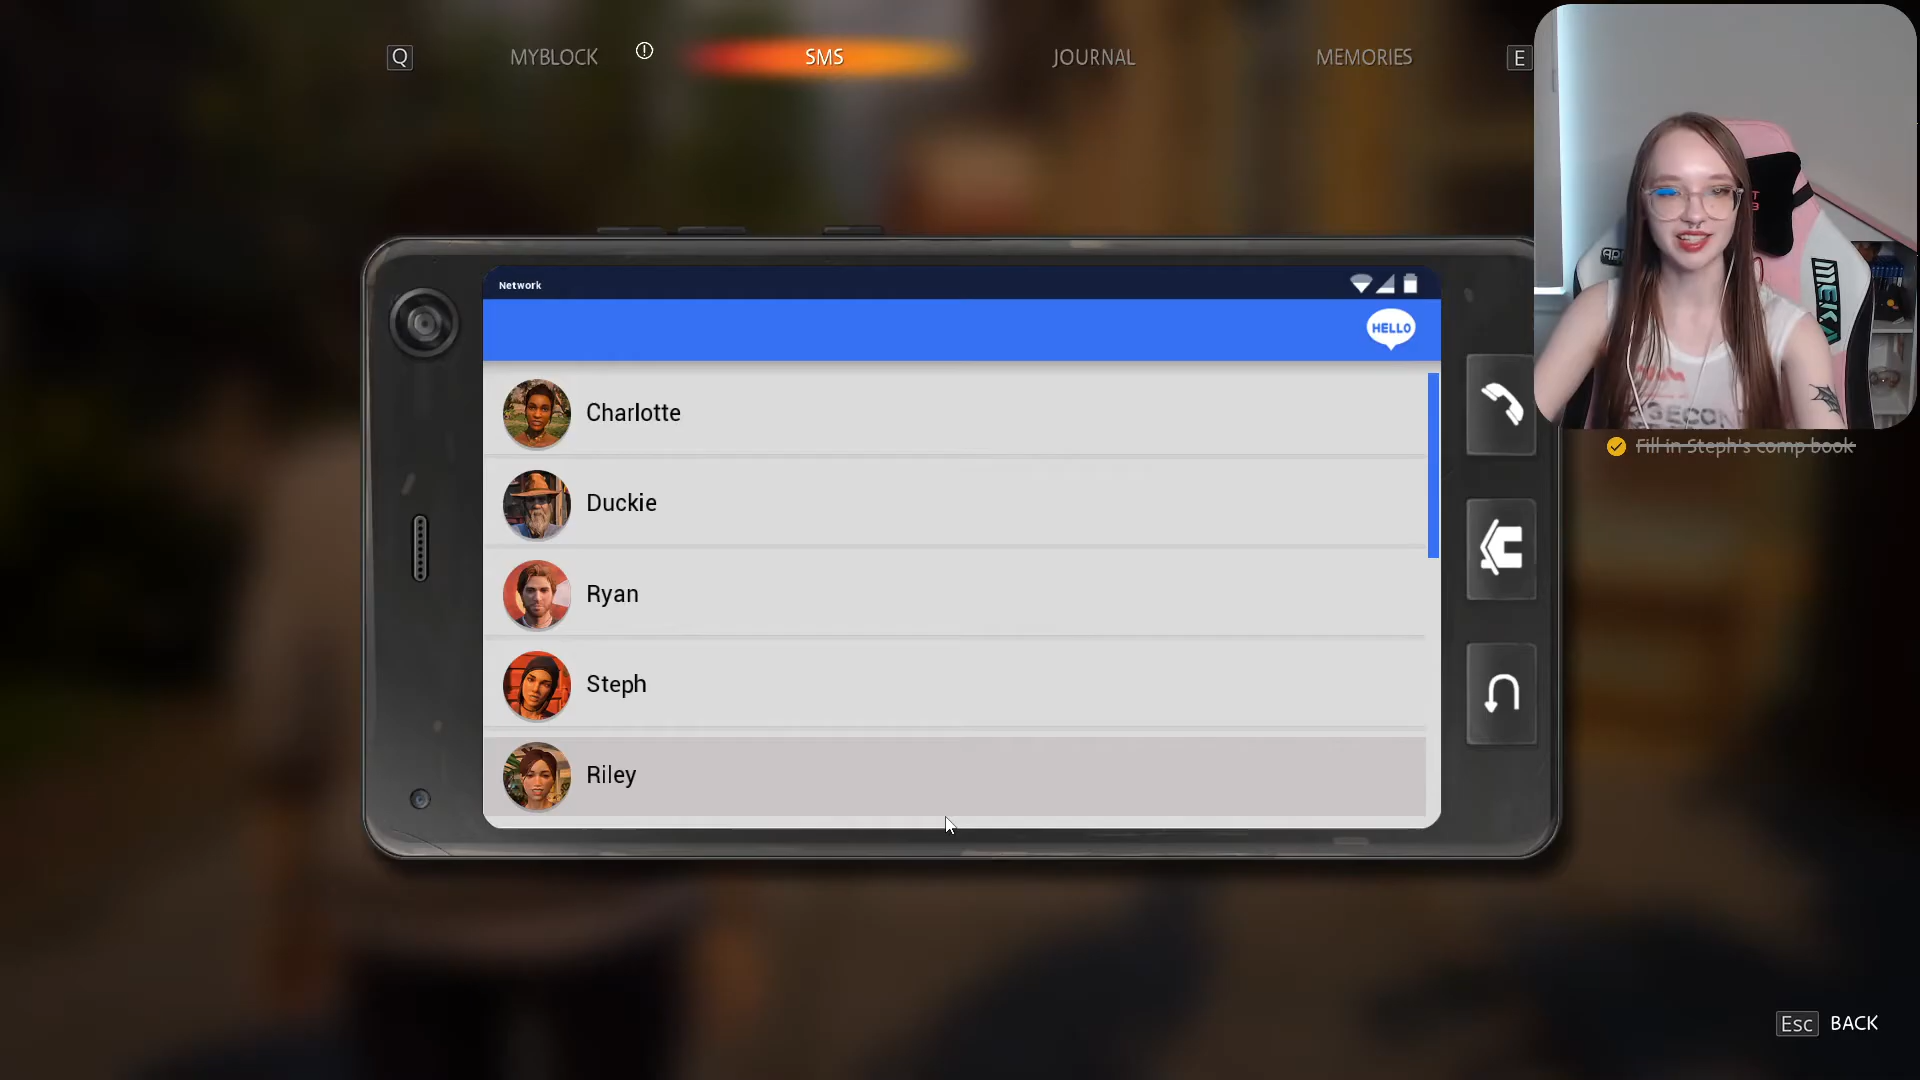 Q MYBLOCK SMS JOURNAL MEMORIES E
Network
HELLO
Charlotte
Duckie
Ryan
Steph
Riley
Fill in Steph's comp book
Esc BACK